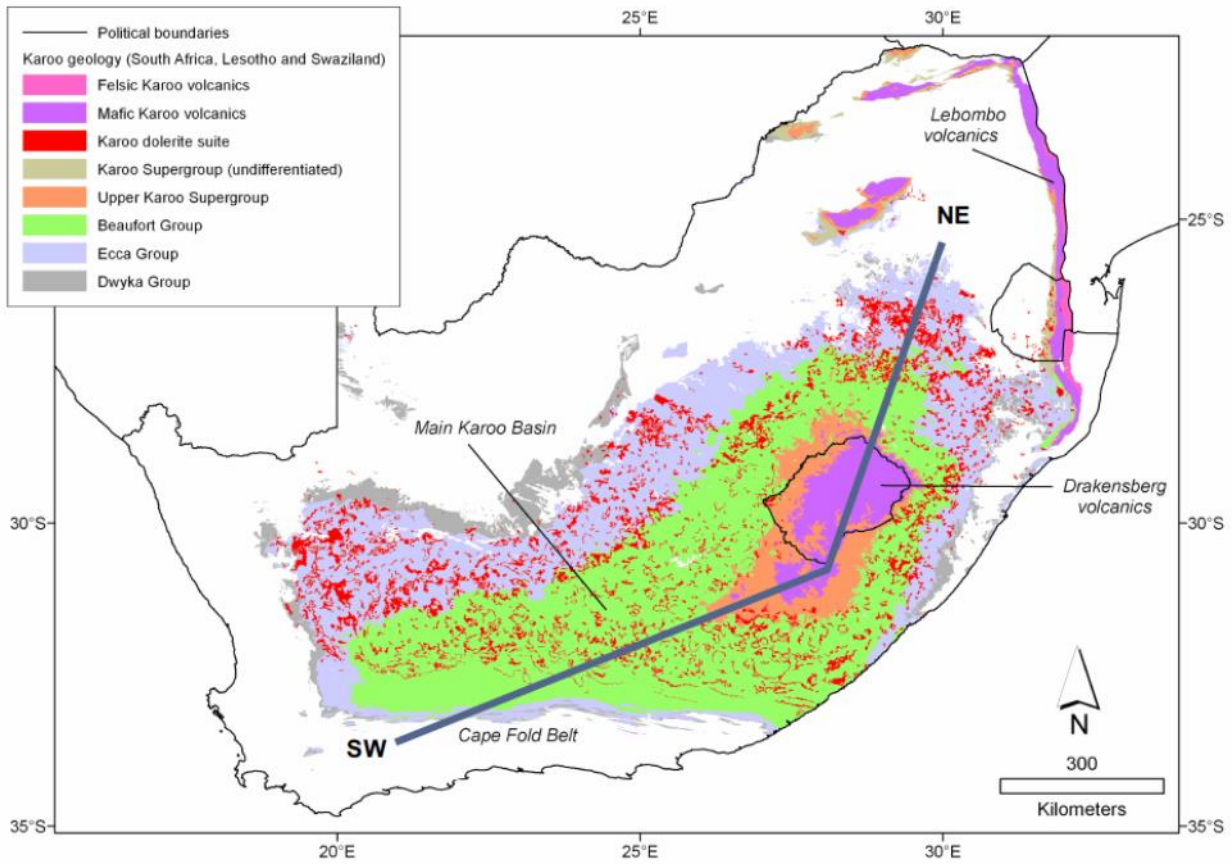 25°E
30°E
Political boundaries
Karoo geology (South Africa, Lesotho and Swaziland)
Felsic Karoo volcanics
Mafic Karoo volcanics
Karoo dolerite suite
Karoo Supergroup (undifferentiated)
Upper Karoo Supergroup
Beaufort Group
Ecca Group
Dwyka Group
Lebombo
volcanics
NE
25°S
Main Karoo Basin
Drakensberg
volcanics
30°S
30°S
SW
Cape Fold Belt
N
300
Kilometers
35°S
35°S
20°E
25°E
30°E